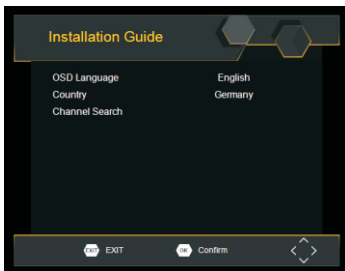 Installation Guide
OSD Language English
Country Germany
Channel Search
EXIT EXIT OK Confirm